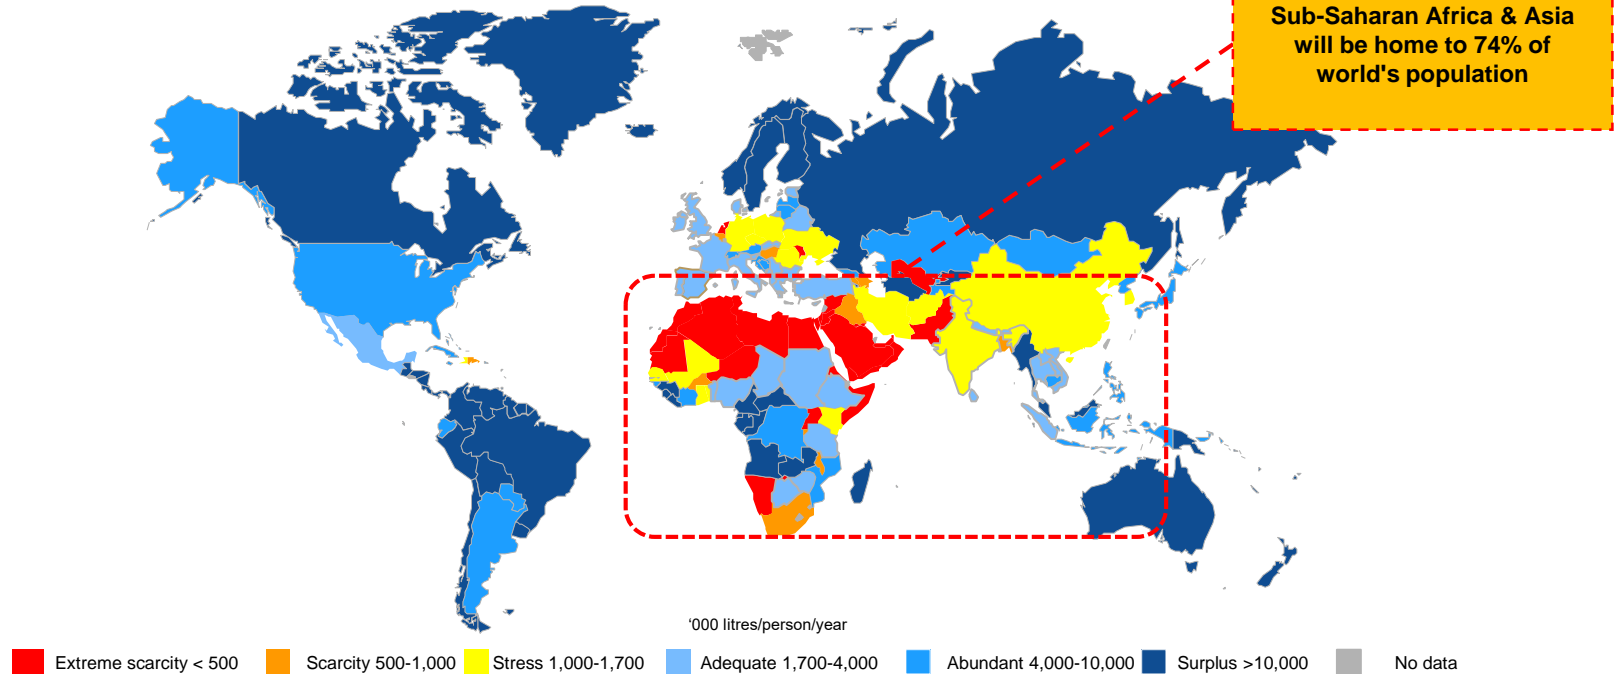 Sub-Saharan Africa & Asia
will be home to 74% of
world's population
‘000 litres/person/year
Extreme scarcity < 500
Scarcity 500-1,000
Stress 1,000-1,700
Adequate 1,700-4,000
Abundant 4,000-10,000
Surplus >10,000
No data